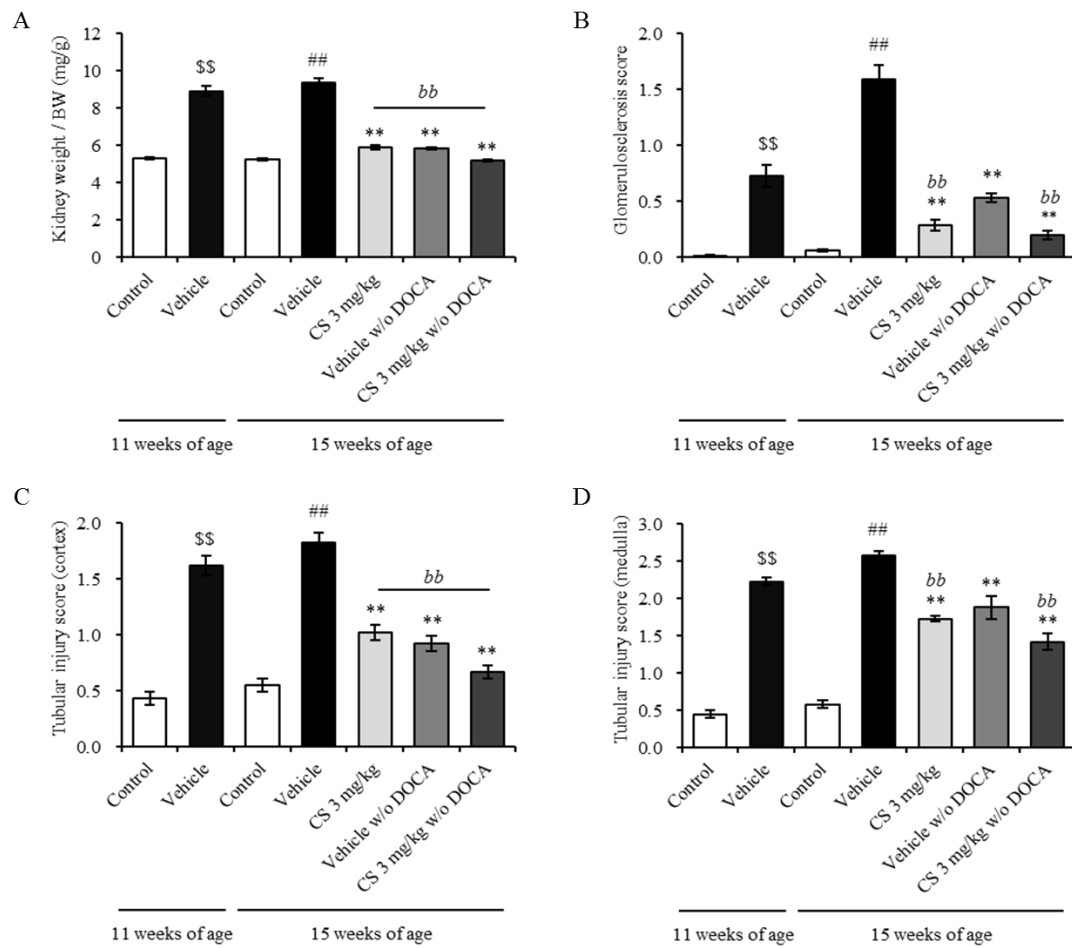 A
Kidney weight / BW (mg/g)
12
10
8
6
4
2
0
$$
##
bb
**
**
**
Control
Vehicle
Control
Vehicle
CS 3 mg/kg
Vehicle w/o DOCA
CS 3 mg/kg w/o DOCA
11 weeks of age
15 weeks of age
B
Glomerulosclerosis score
2.0
1.5
1.0
0.5
0.0
$$
##
bb
**
**
bb
**
Control
Vehicle
Control
Vehicle
CS 3 mg/kg
Vehicle w/o DOCA
CS 3 mg/kg w/o DOCA
11 weeks of age
15 weeks of age
C
Tubular injury score (cortex)
2.0
1.5
1.0
0.5
0.0
$$
##
bb
**
**
**
Control
Vehicle
Control
Vehicle
CS 3 mg/kg
Vehicle w/o DOCA
CS 3 mg/kg w/o DOCA
11 weeks of age
15 weeks of age
D
Tubular injury score (medulla)
3.0
2.5
2.0
1.5
1.0
0.5
0.0
$$
##
bb
**
**
bb
**
Control
Vehicle
Control
Vehicle
CS 3 mg/kg
Vehicle w/o DOCA
CS 3 mg/kg w/o DOCA
11 weeks of age
15 weeks of age